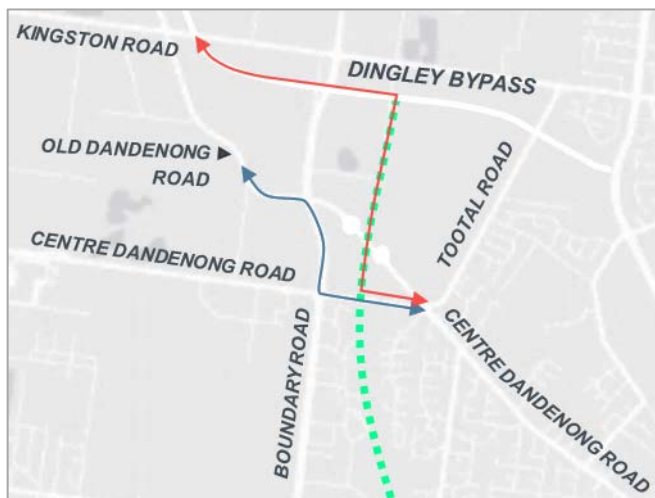 KINGSTON ROAD
DINGLEY BYPASS
OLD DANDENONG
ROAD
TOOTAL ROAD
CENTRE DANDENONG ROAD
BOUNDARY ROAD
CENTRE DANDENONG ROAD